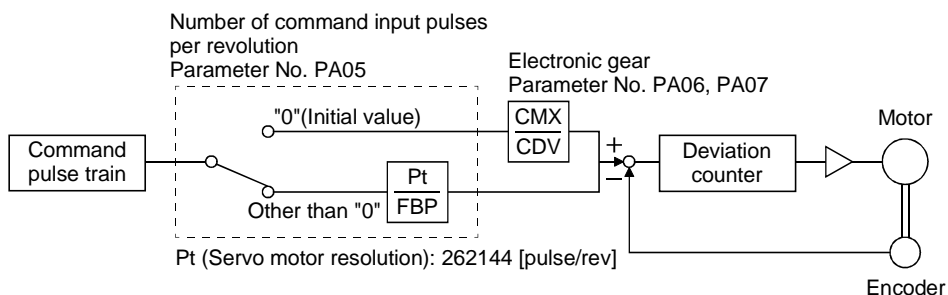 Number of command input pulses
per revolution
Parameter No. PA05
Electronic gear
Parameter No. PA06, PA07
"0"(Initial value)
CMX
CDV
Motor
Command
pulse train
+
−
Deviation
counter
Pt
FBP
Other than "0"
Pt (Servo motor resolution): 262144 [pulse/rev]
Encoder